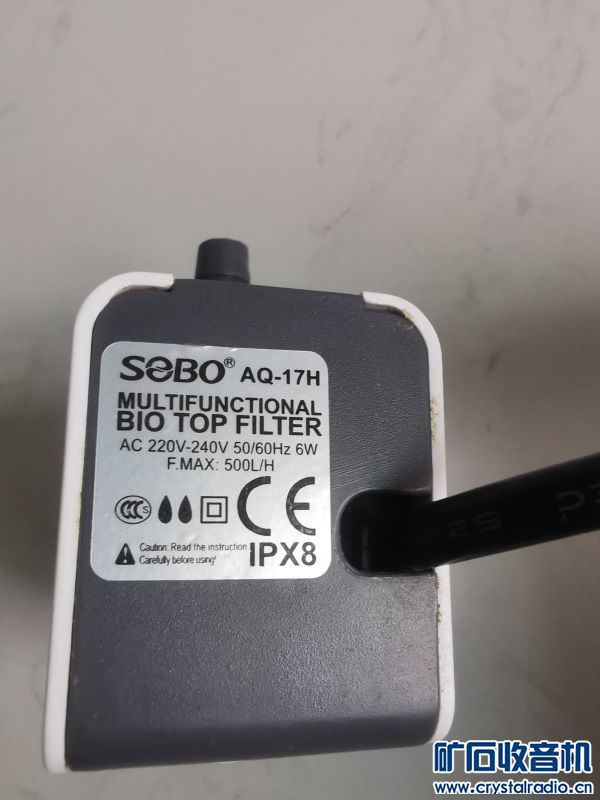 SOBO® AQ-17H
MULTIFUNCTIONAL
BIO TOP FILTER
AC 220V-240V 50/60Hz 6W
F.MAX: 500L/H
CCC S CE
Caution: Read the instruction
Carefully before using!
IPX8
矿石收音机
www.crystalradio.cn